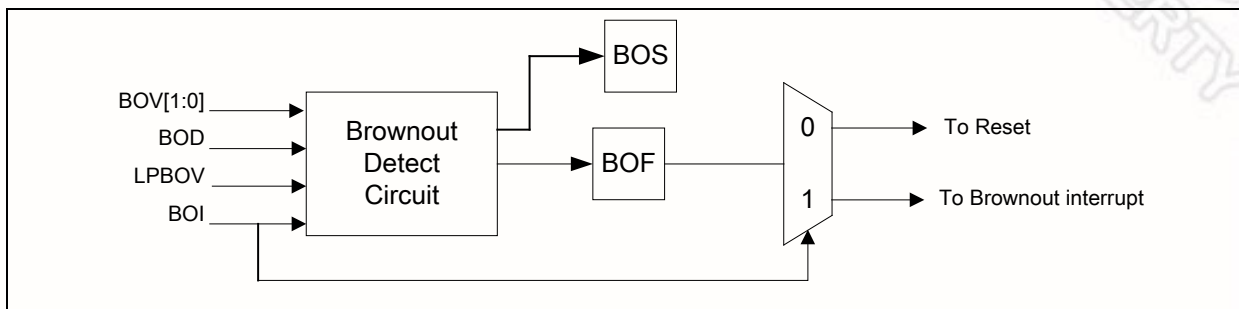 BOV[1:0]
BOD
LPBOV
BOI
Brownout
Detect
Circuit
BOS
BOF
0
1
To Reset
To Brownout interrupt